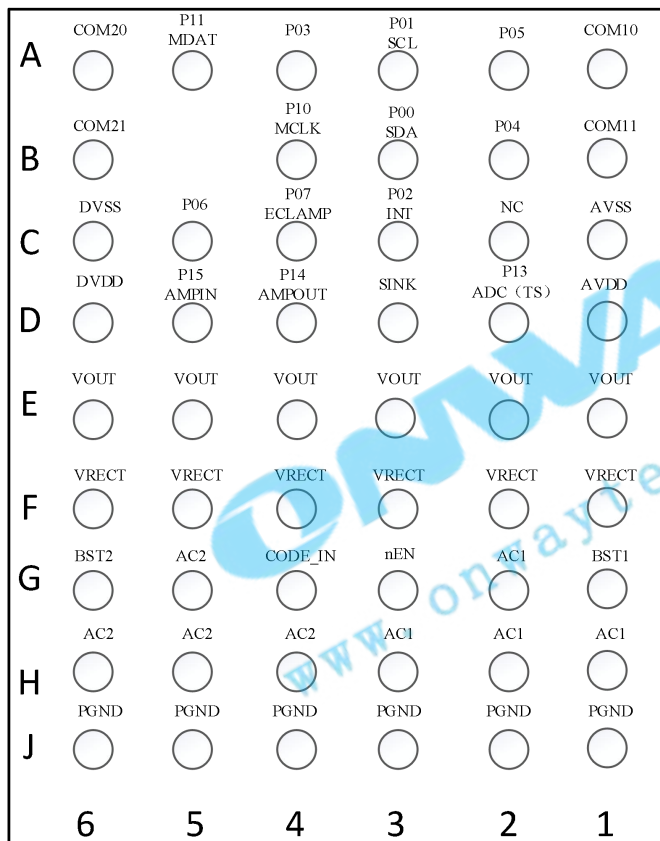 COM20 P11 P03 P01 P05 COM10
MDAT SCL
A
COM21 P10 P00 P04 COM11
MCLK SDA
B
DVSS P06 P07 P02 NC AVSS
ECLAMP INT
C
DVDD P15 P14 SINK P13 AVDD
AMPIN AMPOUT ADC（TS）
D
VOUT VOUT VOUT VOUT VOUT VOUT
E
VRECT VRECT VRECT VRECT VRECT VRECT
F
BST2 AC2 CODE_IN nEN AC1 BST1
G
AC2 AC2 AC2 AC1 AC1 AC1
H
PGND PGND PGND PGND PGND PGND
J
6 5 4 3 2 1
ONWA
www.onwayte